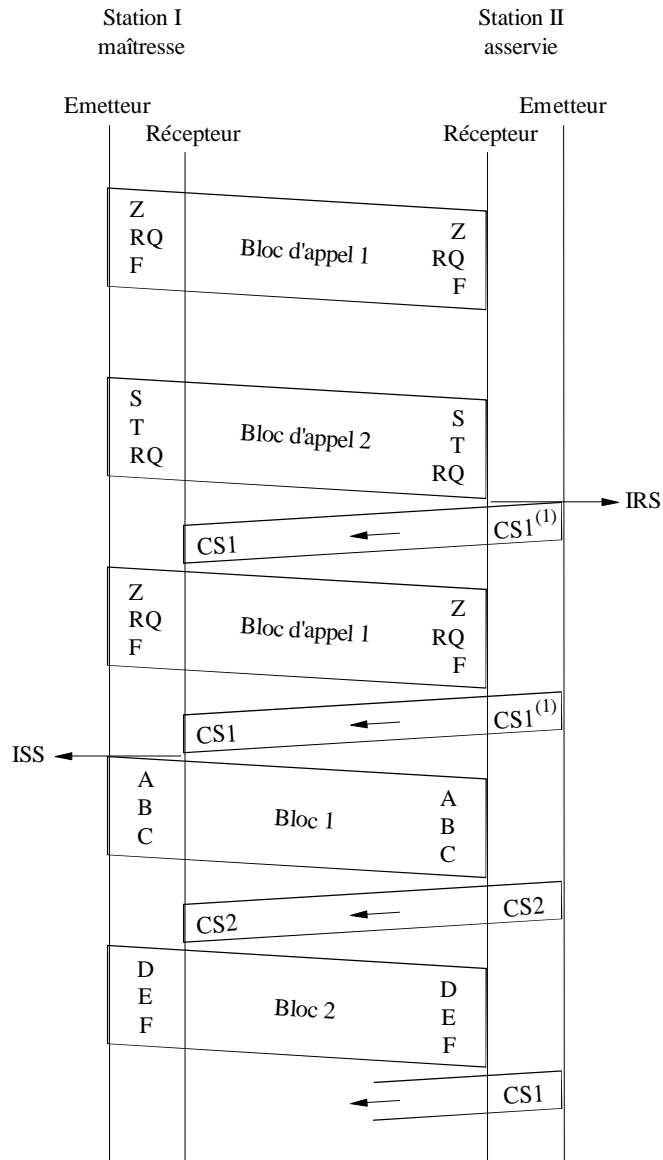 Station I
maîtresse
Station II
asservie
Emetteur
Récepteur
Récepteur
Emetteur
Z
RQ
F
Bloc d'appel 1
Z
RQ
F
S
T
RQ
Bloc d'appel 2
S
T
RQ
IRS
CS1
CS1(1)
Z
RQ
F
Bloc d'appel 1
Z
RQ
F
CS1
CS1(1)
ISS
A
B
C
Bloc 1
A
B
C
CS2
CS2
D
E
F
Bloc 2
D
E
F
CS1